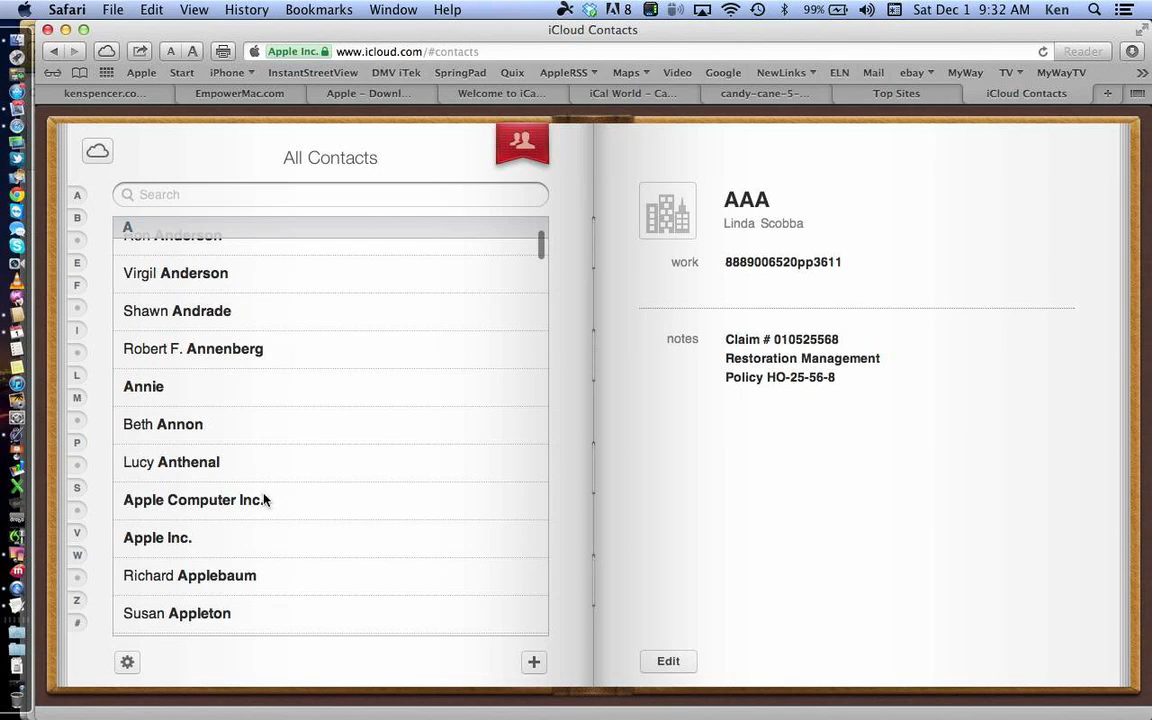 Safari File Edit View History Bookmarks Window Help 8 99% Sat Dec 1 9:32 AM Ken
iCloud Contacts
A A Apple Inc. www.icloud.com/#contacts Reader
Apple Start iPhone InstantStreetView DMV iTek SpringPad Quix AppleRSS Maps Video Google NewLinks ELN Mail ebay MyWay TV MyWayTV
kenspencer.co... EmpowerMac.com Apple – Downl... Welcome to iCa... iCal World – Ca... candy-cane-5-... Top Sites iCloud Contacts
All Contacts
Search
A
B
E
F
I
L
M
P
S
V
W
Z
#
A
Ron Anderson
Virgil Anderson
Shawn Andrade
Robert F. Annenberg
Annie
Beth Annon
Lucy Anthenal
Apple Computer Inc.
Apple Inc.
Richard Applebaum
Susan Appleton
AAA
Linda Scobba
work 8889006520pp3611
notes Claim # 010525568
Restoration Management
Policy HO-25-56-8
Edit